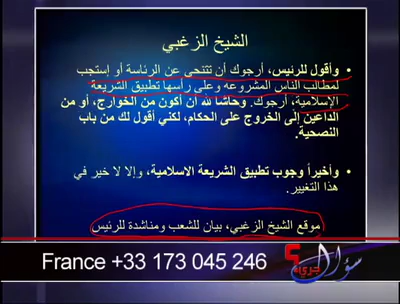 الشيخ الزغبي
• وأقول للرئيس، أرجوك أن تتنحى عن الرئاسة أو إستجب
لمطالب الناس المشروعه وعلى رأسها تطبيق الشريعة
الإسلامية، أرجوك. وحاشا لله أن أكون من الخوارج، أو من
الداعين إلى الخروج على الحكام، لكني أقول لك من باب
النصيحة.
• وأخيراً وجوب تطبيق الشريعة الاسلامية، وإلا لا خير في
هذا التغيير.
موقع الشيخ الزغبي، بيان للشعب ومناشدة للرئيس
سؤال جريء
France +33 173 045 246